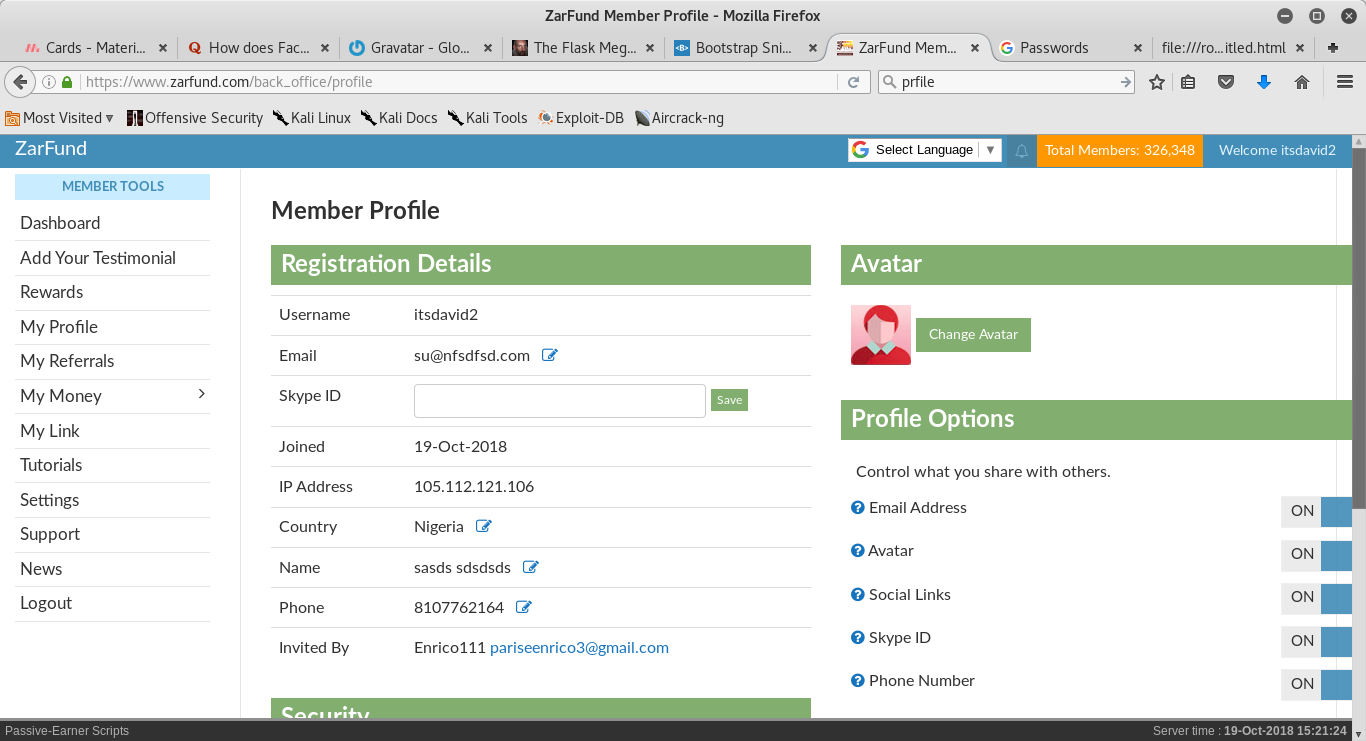 ZarFund Member Profile - Mozilla Firefox
Cards - Materi... How does Fac... Gravatar - Glo... The Flask Meg... Bootstrap Sni... ZarFund Mem... Passwords file:///ro...itled.html
https://www.zarfund.com/back_office/profile prfile
Most Visited Offensive Security Kali Linux Kali Docs Kali Tools Exploit-DB Aircrack-ng
ZarFund Select Language Total Members: 326,348 Welcome itsdavid2
MEMBER TOOLS
Dashboard
Add Your Testimonial
Rewards
My Profile
My Referrals
My Money
My Link
Tutorials
Settings
Support
News
Logout
Member Profile
Registration Details
Username itsdavid2
Email su@nfsdfsd.com
Skype ID Save
Joined 19-Oct-2018
IP Address 105.112.121.106
Country Nigeria
Name sasds sdsdsds
Phone 8107762164
Invited By Enrico111 pariseenrico3@gmail.com
Security
Avatar
Change Avatar
Profile Options
Control what you share with others.
Email Address ON
Avatar ON
Social Links ON
Skype ID ON
Phone Number ON
Passive-Earner Scripts Server time : 19-Oct-2018 15:21:24